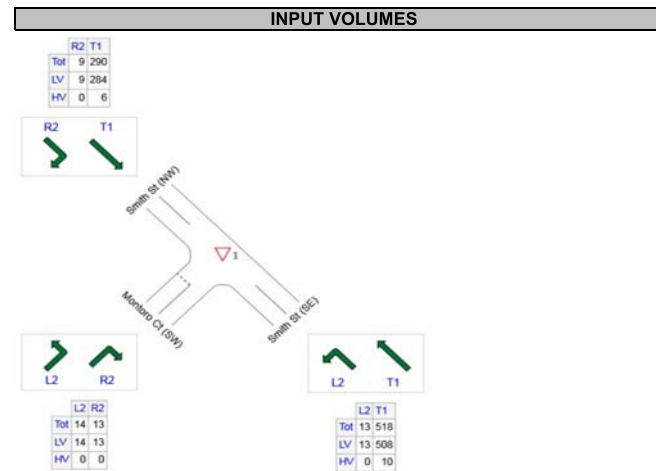 INPUT VOLUMES
R2 T1
Tot 9 290
LV 9 284
HV 0 6
R2 T1
Smith St (NW)
1
Montoro Ct (SW)
Smith St (SE)
L2 R2
L2 T1
L2 R2
Tot 14 13
LV 14 13
HV 0 0
L2 T1
Tot 13 518
LV 13 508
HV 0 10